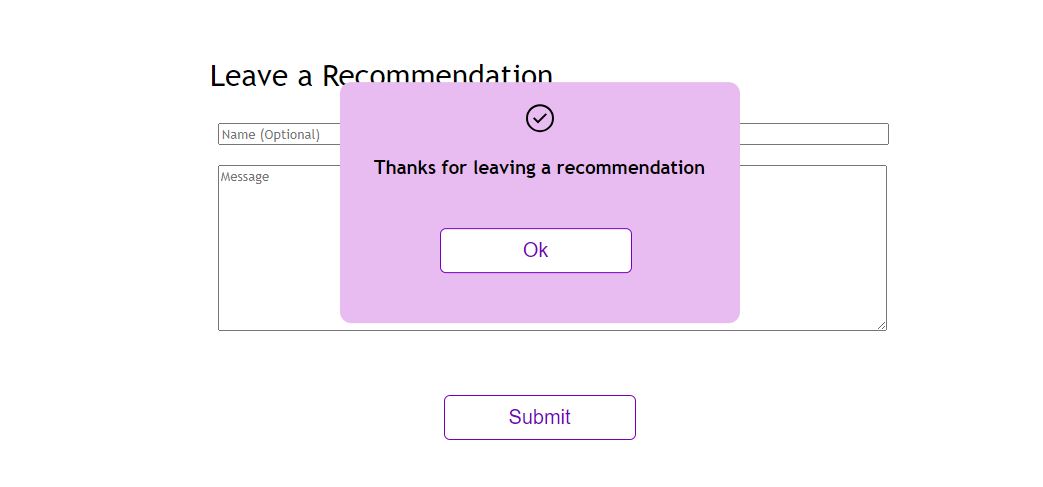 Leave a Recommendation
Name (Optional)
Message
Thanks for leaving a recommendation
Ok
Submit